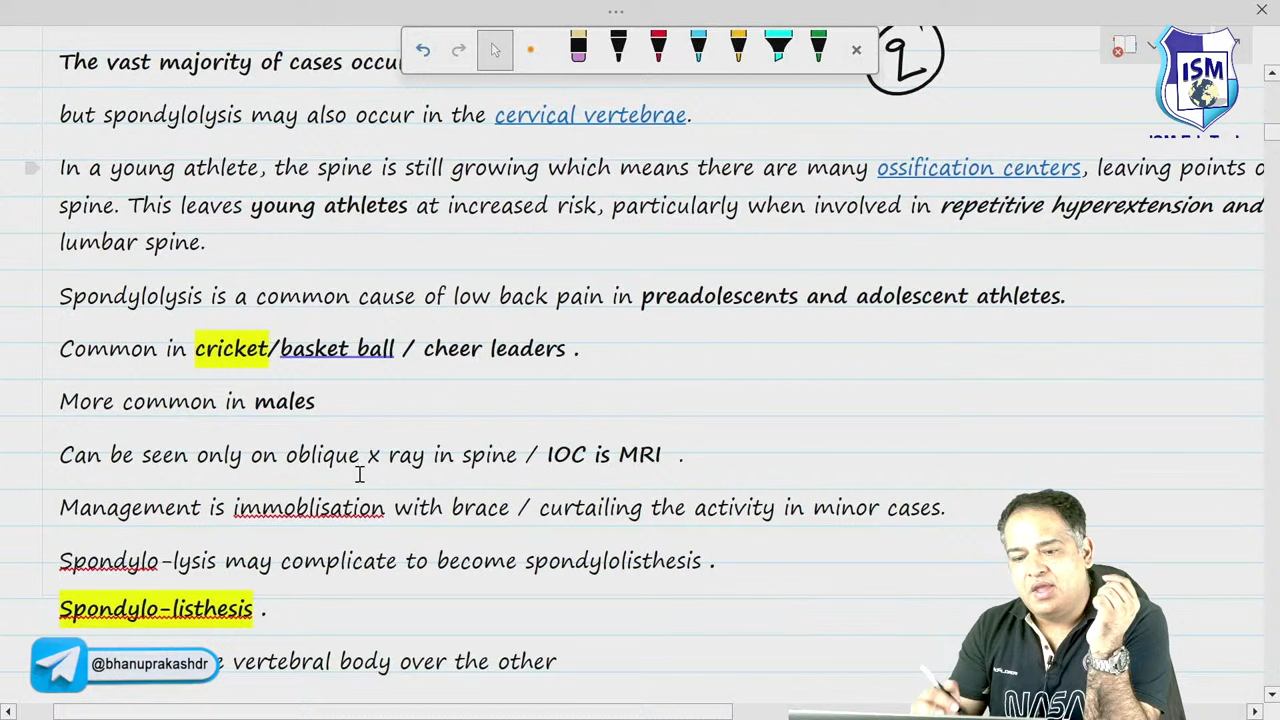 The vast majority of cases occu
ISM
but spondylolysis may also occur in the cervical vertebrae.
In a young athlete, the spine is still growing which means there are many ossification centers, leaving points o
spine. This leaves young athletes at increased risk, particularly when involved in repetitive hyperextension and
lumbar spine.
Spondylolysis is a common cause of low back pain in preadolescents and adolescent athletes.
Common in cricket/basket ball / cheer leaders .
More common in males
Can be seen only on oblique x ray in spine / IOC is MRI .
Management is immoblisation with brace / curtailing the activity in minor cases.
Spondylo-lysis may complicate to become spondylolisthesis .
Spondylo-listhesis .
@bhanuprakashdr
e vertebral body over the other
NASA